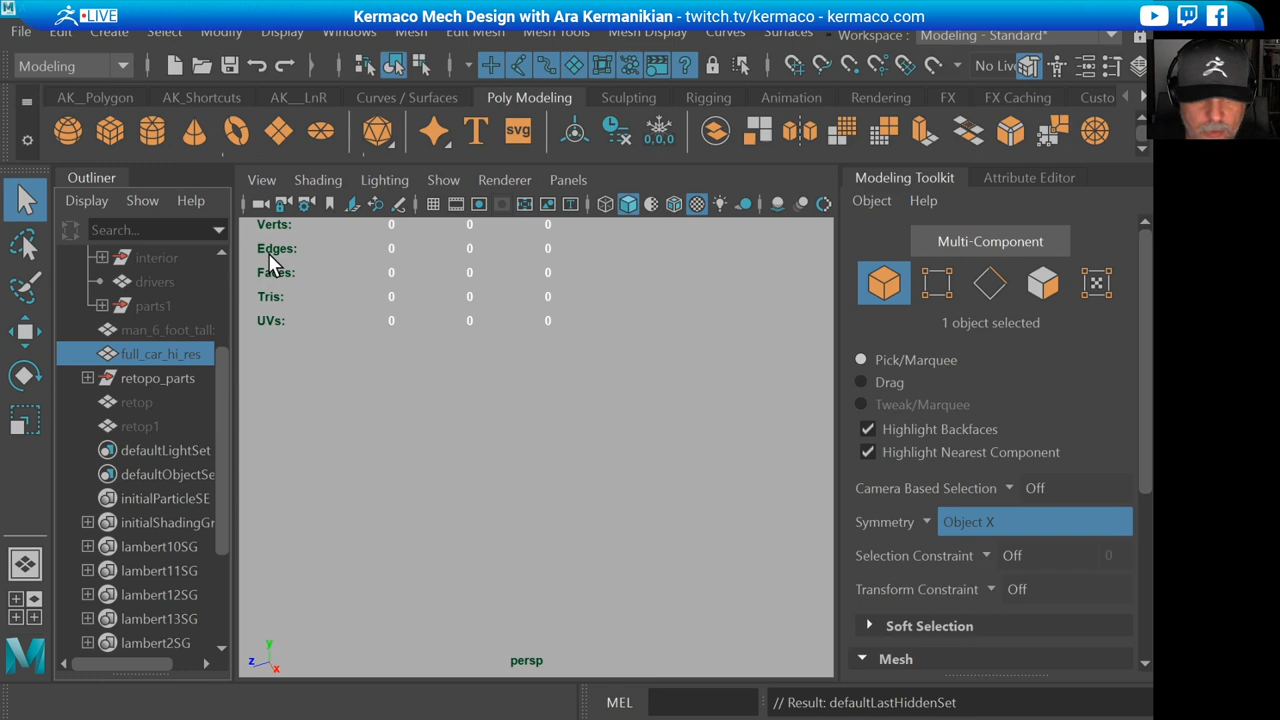 LIVE
Kermaco Mech Design with Ara Kermanikian - twitch.tv/kermaco - kermaco.com
File Edit Create Select Modify Display Windows Mesh Edit Mesh Mesh Tools Mesh Display Curves Surfaces Workspace : Modeling - Standard*
Modeling No Live
AK__Polygon AK_Shortcuts AK___LnR Curves / Surfaces Poly Modeling Sculpting Rigging Animation Rendering FX FX Caching Custo
T svg 0,0,0
Outliner
Display Show Help
Search...
interior
drivers
parts1
man_6_foot_tall:
full_car_hi_res
retopo_parts
retop
retop1
defaultLightSet
defaultObjectSe
initialParticleSE
initialShadingGr
lambert10SG
lambert11SG
lambert12SG
lambert13SG
lambert2SG
View Shading Lighting Show Renderer Panels
Verts: 0 0 0
Edges: 0 0 0
Faces: 0 0 0
Tris: 0 0 0
UVs: 0 0 0
y
z x
persp
Modeling Toolkit Attribute Editor
Object Help
Multi-Component
1 object selected
Pick/Marquee
Drag
Tweak/Marquee
Highlight Backfaces
Highlight Nearest Component
Camera Based Selection Off
Symmetry Object X
Selection Constraint Off 0
Transform Constraint Off
Soft Selection
Mesh
MEL // Result: defaultLastHiddenSet